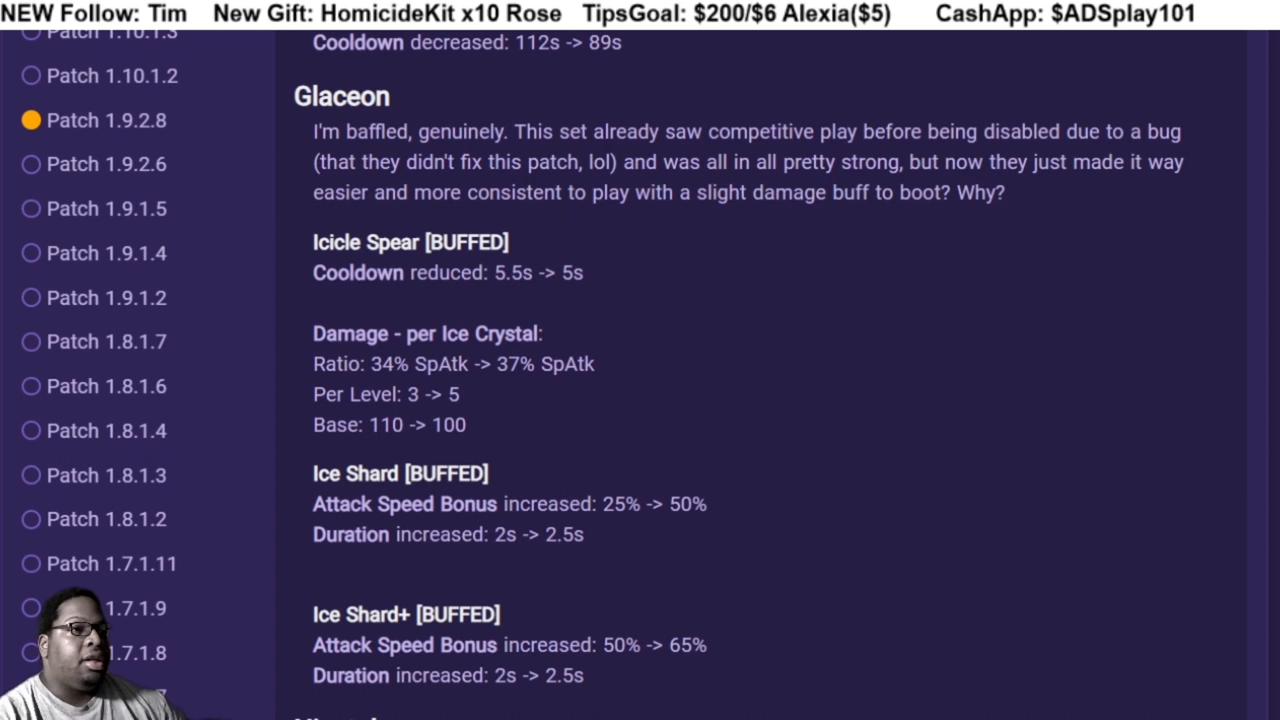 NEW Follow: Tim New Gift: HomicideKit x10 Rose TipsGoal: $200/$6 Alexia($5) CashApp: $ADSplay101
Patch 1.10.1.3
Patch 1.10.1.2
Patch 1.9.2.8
Patch 1.9.2.6
Patch 1.9.1.5
Patch 1.9.1.4
Patch 1.9.1.2
Patch 1.8.1.7
Patch 1.8.1.6
Patch 1.8.1.4
Patch 1.8.1.3
Patch 1.8.1.2
Patch 1.7.1.11
1.7.1.9
1.7.1.8
Cooldown decreased: 112s -> 89s
Glaceon
I'm baffled, genuinely. This set already saw competitive play before being disabled due to a bug
(that they didn't fix this patch, lol) and was all in all pretty strong, but now they just made it way
easier and more consistent to play with a slight damage buff to boot? Why?
Icicle Spear [BUFFED]
Cooldown reduced: 5.5s -> 5s
Damage - per Ice Crystal:
Ratio: 34% SpAtk -> 37% SpAtk
Per Level: 3 -> 5
Base: 110 -> 100
Ice Shard [BUFFED]
Attack Speed Bonus increased: 25% -> 50%
Duration increased: 2s -> 2.5s
Ice Shard+ [BUFFED]
Attack Speed Bonus increased: 50% -> 65%
Duration increased: 2s -> 2.5s